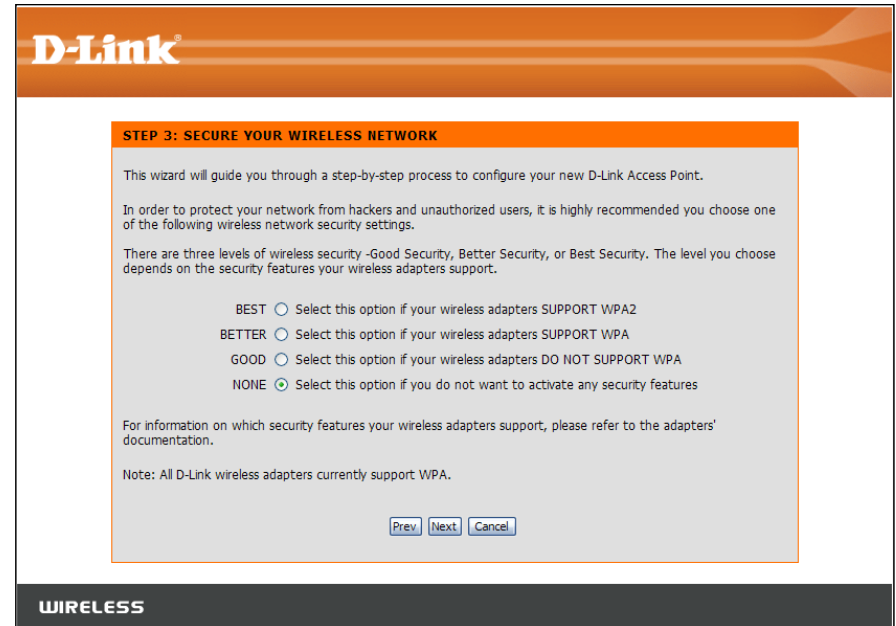 D-Link®
STEP 3: SECURE YOUR WIRELESS NETWORK
This wizard will guide you through a step-by-step process to configure your new D-Link Access Point.
In order to protect your network from hackers and unauthorized users, it is highly recommended you choose one
of the following wireless network security settings.
There are three levels of wireless security -Good Security, Better Security, or Best Security. The level you choose
depends on the security features your wireless adapters support.
BEST Select this option if your wireless adapters SUPPORT WPA2
BETTER Select this option if your wireless adapters SUPPORT WPA
GOOD Select this option if your wireless adapters DO NOT SUPPORT WPA
NONE Select this option if you do not want to activate any security features
For information on which security features your wireless adapters support, please refer to the adapters'
documentation.
Note: All D-Link wireless adapters currently support WPA.
Prev Next Cancel
WIRELESS